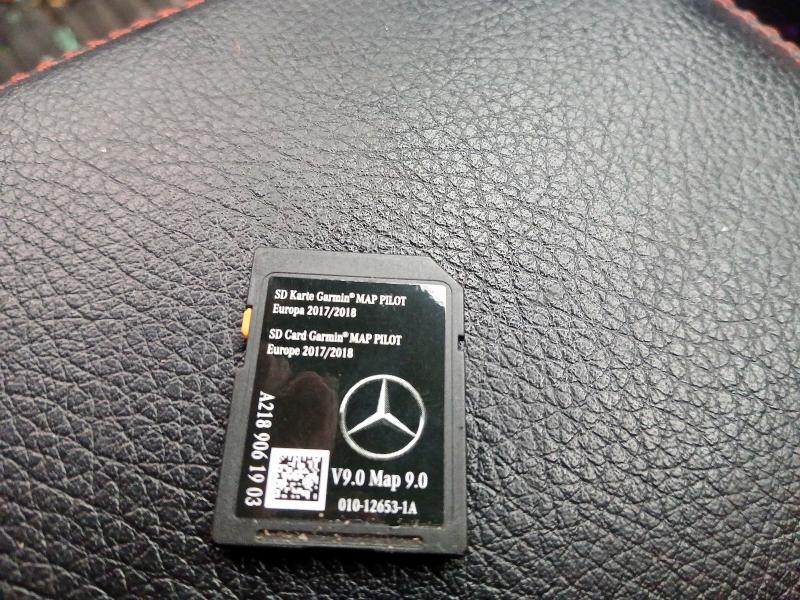 SD Karte Garmin® MAP PILOT
Europa 2017/2018
SD Card Garmin® MAP PILOT
Europe 2017/2018
A218 906 19 03
V9.0 Map 9.0
010-12653-1A